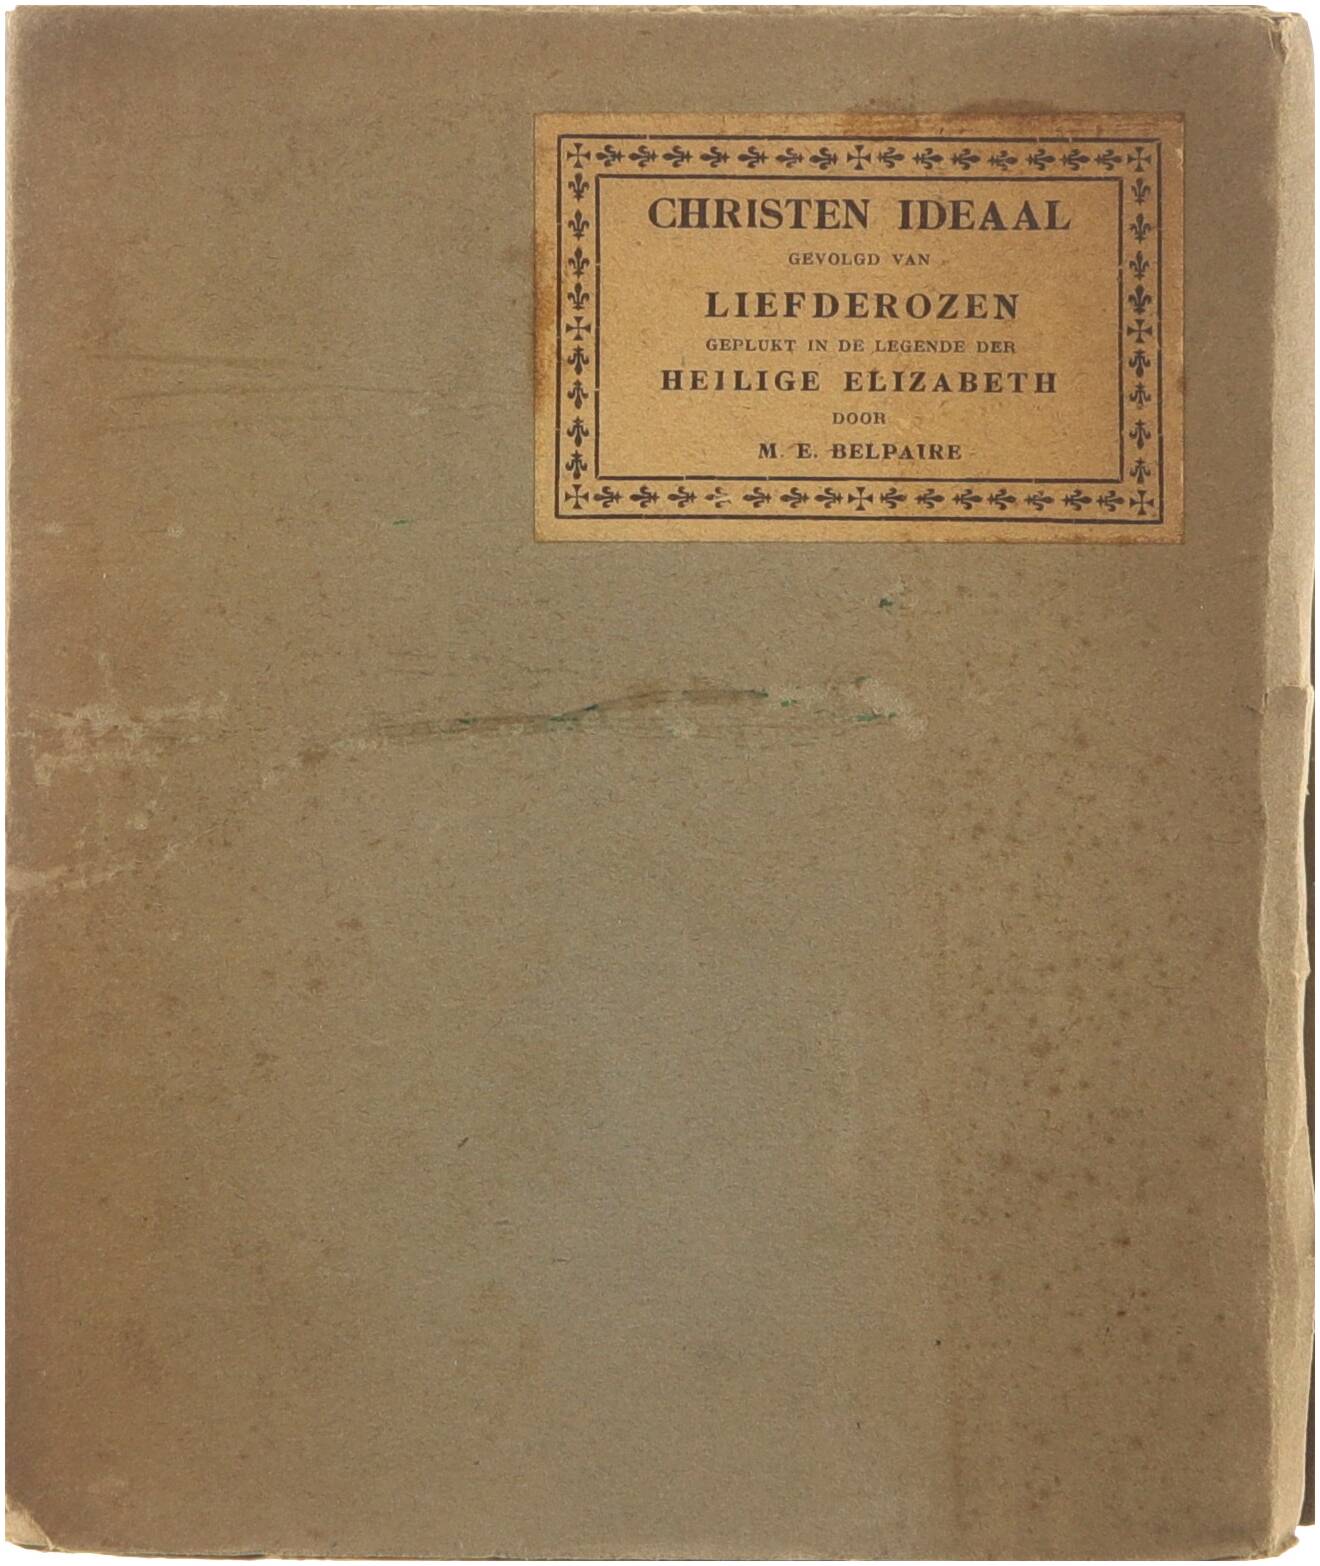 CHRISTEN IDEAAL
GEVOLGD VAN
LIEFDEROZEN
GEPLUKT IN DE LEGENDE DER
HEILIGE ELIZABETH
DOOR
M. E. BELPAIRE